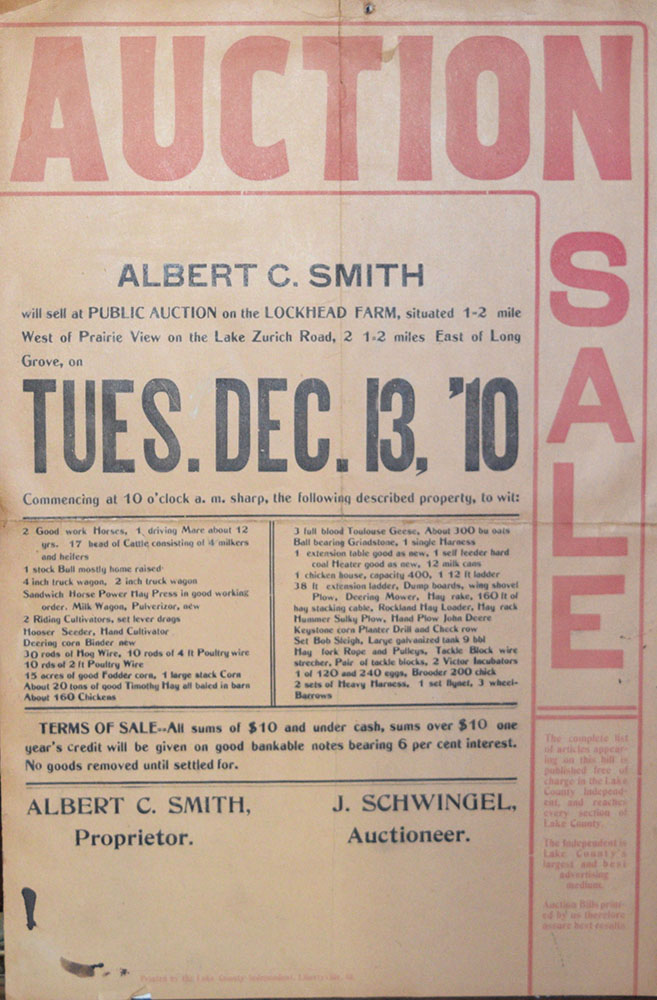 AUCTION
SALE
ALBERT C. SMITH
will sell at PUBLIC AUCTION on the LOCKHEAD FARM, situated 1-2 mile
West of Prairie View on the Lake Zurich Road, 2 1-2 miles East of Long
Grove, on
TUES. DEC. 13, '10
Commencing at 10 o'clock a. m. sharp, the following described property, to wit:
2 Good work Horses, 1 driving Mare about 12
yrs. 17 head of Cattle consisting of 4 milkers
and heifers
1 stock Bull mostly home raised
4 inch truck wagon, 2 inch truck wagon
Sandwich Horse Power Hay Press in good working
order. Milk Wagon, Pulverizor, new
2 Riding Cultivators, set lever drags
Hooser Seeder, Hand Cultivator
Deering corn Binder new
30 rods of Hog Wire, 10 rods of 4 ft Poultry wire
10 rds of 2 ft Poultry Wire
15 acres of good Fodder corn, 1 large stack Corn
About 20 tons of good Timothy Hay all baled in barn
About 160 Chickens
3 full blood Toulouse Geese, About 300 bu oats
Ball bearing Grindstone, 1 single Harness
1 extension table good as new, 1 self feeder hard
coal Heater good as new, 12 milk cans
1 chicken house, capacity 400, 1 12 ft ladder
38 ft extension ladder, Dump boards, wing shovel
Plow, Deering Mower, Hay rake, 160 ft of
hay stacking cable, Rockland Hay Loader, Hay rack
Hummer Sulky Plow, Hand Plow John Deere
Keystone corn Planter Drill and Check row
Set Bob Sleigh, Large galvanized tank 9 bbl
Hay fork Rope and Pulleys, Tackle Block wire
strecher, Pair of tackle blocks, 2 Victor Incubators
1 of 120 and 240 eggs, Brooder 200 chick
2 sets of Heavy Harness, 1 set flynet, 3 wheel-
Barrows
TERMS OF SALE--All sums of $10 and under cash, sums over $10 one
year's credit will be given on good bankable notes bearing 6 per cent interest.
No goods removed until settled for.
ALBERT C. SMITH,
Proprietor.
J. SCHWINGEL,
Auctioneer.
The complete list
of articles appear-
ing on this bill is
published free of
charge in the Lake
County Independ-
ent, and reaches
every section of
Lake County.
The Independent is
Lake County's
largest and best
advertising
medium.
Auction Bills print-
ed by us therefore
assure best results.
Printed by the Lake County Independent, Libertyville, Ill.